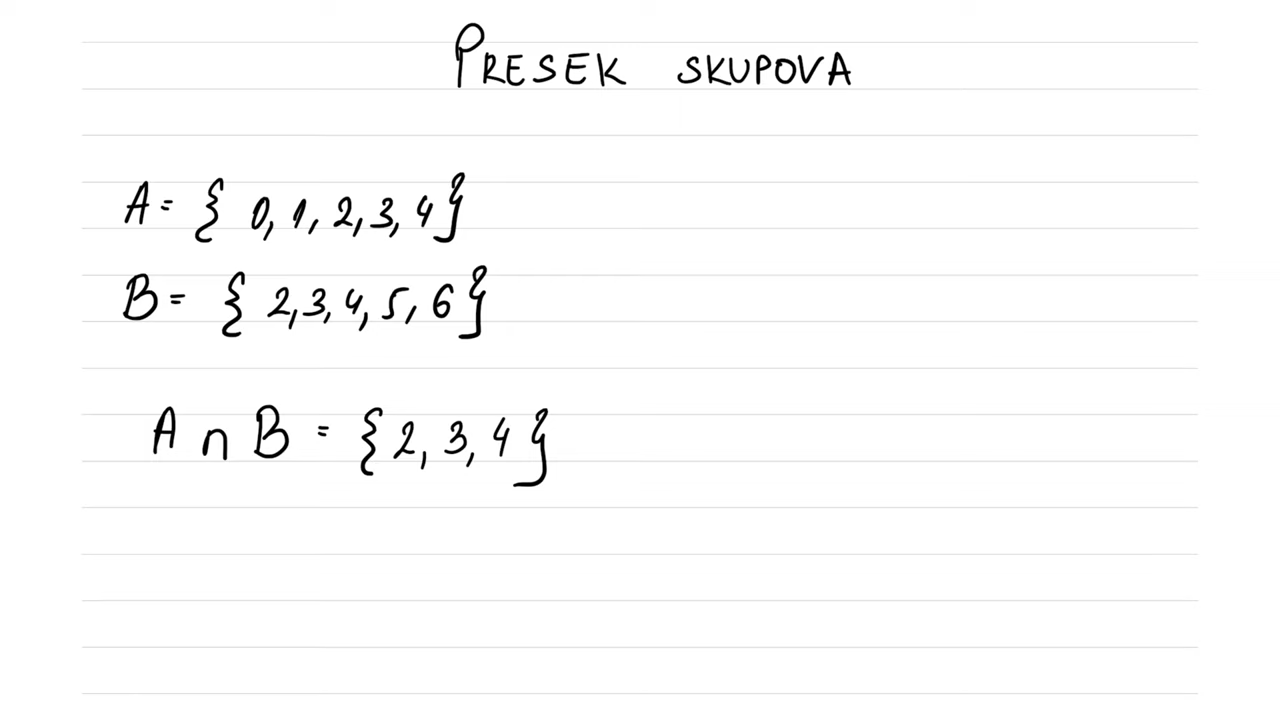 PRESEK SKUPOVA
A = { 0, 1, 2, 3, 4 }
B = { 2, 3, 4, 5, 6 }
A ∩ B = { 2, 3, 4 }